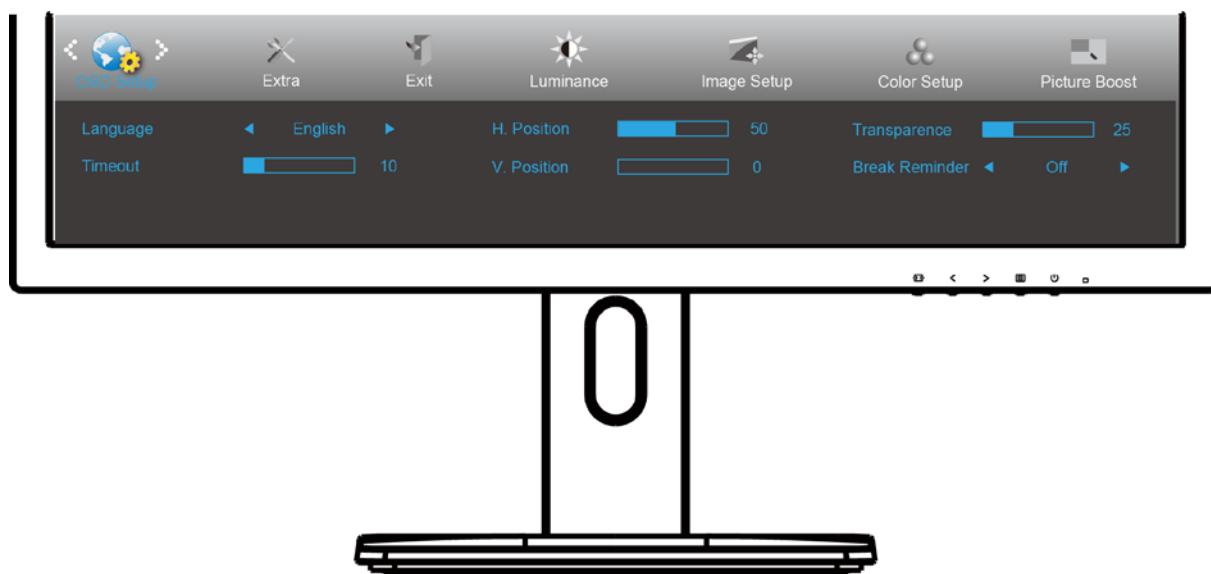 OSD Setup Extra Exit Luminance Image Setup Color Setup Picture Boost
Language English H. Position 50 Transparence 25
Timeout 10 V. Position 0 Break Reminder Off